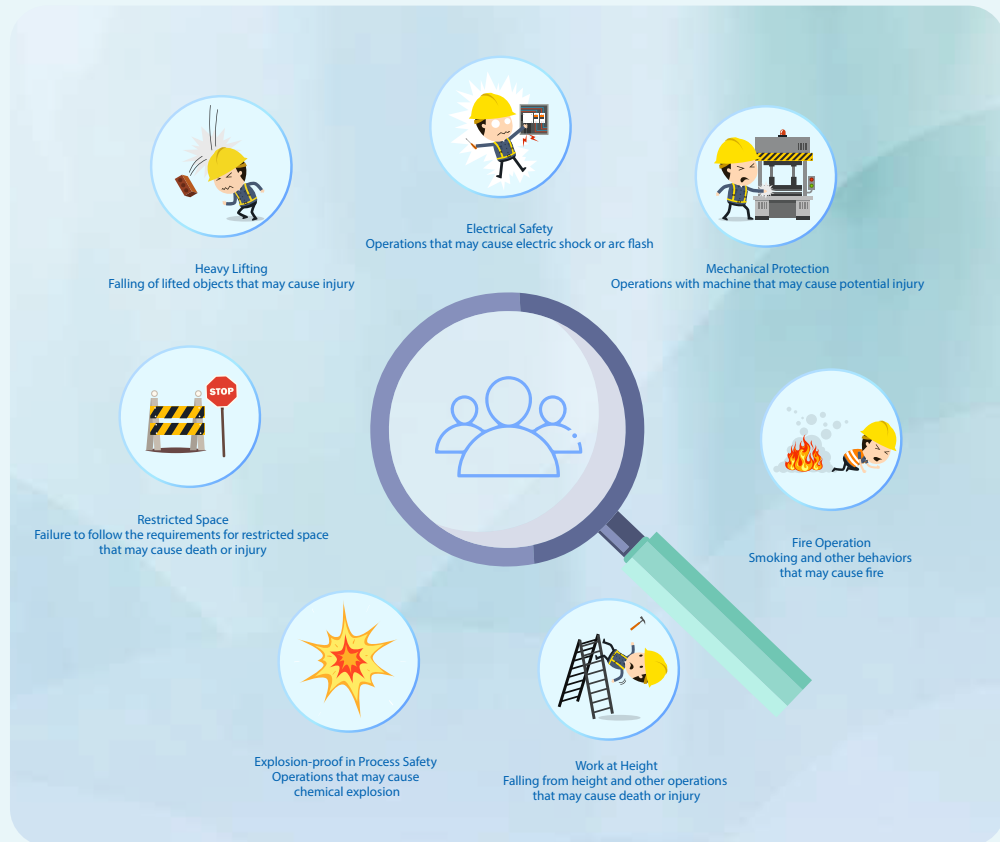 Electrical Safety
Operations that may cause electric shock or arc flash
Heavy Lifting
Falling of lifted objects that may cause injury
Mechanical Protection
Operations with machine that may cause potential injury
STOP
Restricted Space
Failure to follow the requirements for restricted space
that may cause death or injury
Fire Operation
Smoking and other behaviors
that may cause fire
Explosion-proof in Process Safety
Operations that may cause
chemical explosion
Work at Height
Falling from height and other operations
that may cause death or injury